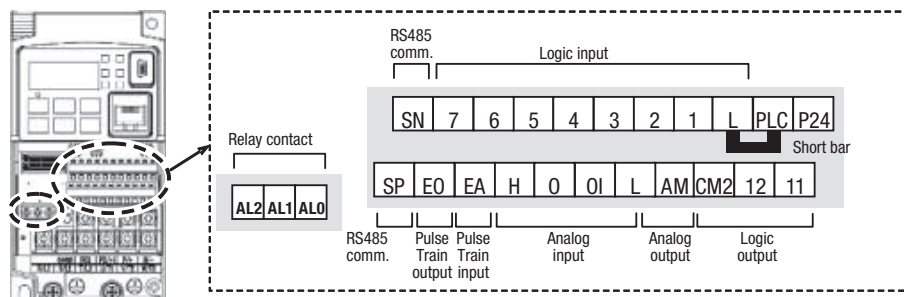 RS485
comm.
Logic input
SN 7 6 5 4 3 2 1 L PLC P24
Short bar
Relay contact
AL2 AL1 AL0
SP EO EA H O OI L AM CM2 12 11
RS485
comm.
Pulse
Train
output
Pulse
Train
input
Analog
input
Analog
output
Logic
output